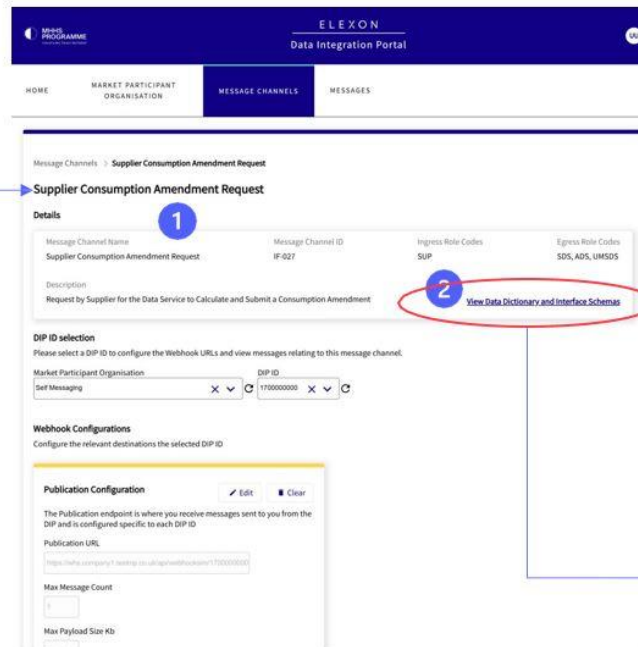 MHHS
PROGRAMME
ELEXON
Data Integration Portal
HOME
MARKET PARTICIPANT
ORGANISATION
MESSAGE CHANNELS
MESSAGES
Message Channels > Supplier Consumption Amendment Request
Supplier Consumption Amendment Request
Details
1
Message Channel Name Message Channel ID Ingress Role Codes Egress Role Codes
Supplier Consumption Amendment Request IF-027 SUP SDS, ADS, UMSDS
Description
Request by Supplier for the Data Service to Calculate and Submit a Consumption Amendment
2
View Data Dictionary and Interface Schemas
DIP ID selection
Please select a DIP ID to configure the Webhook URLs and view messages relating to this message channel.
Market Participant Organisation DIP ID
Self Messaging 1700000000
Webhook Configurations
Configure the relevant destinations the selected DIP ID
Publication Configuration Edit Clear
The Publication endpoint is where you receive messages sent to you from the
DIP and is configured specific to each DIP ID
Publication URL
Max Message Count
Max Payload Size Kb